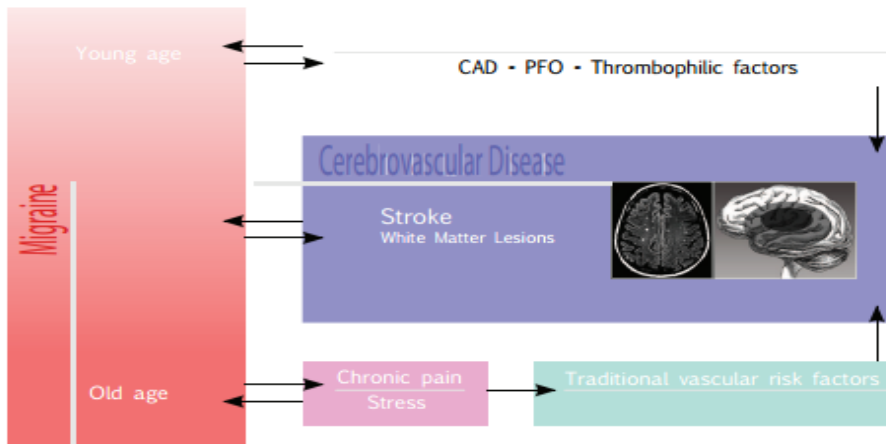 Young age
CAD • PFO • Thrombophilic factors
Cerebrovascular Disease
Migraine
Stroke
White Matter Lesions
Old age
Chronic pain
Stress
Traditional vascular risk factors